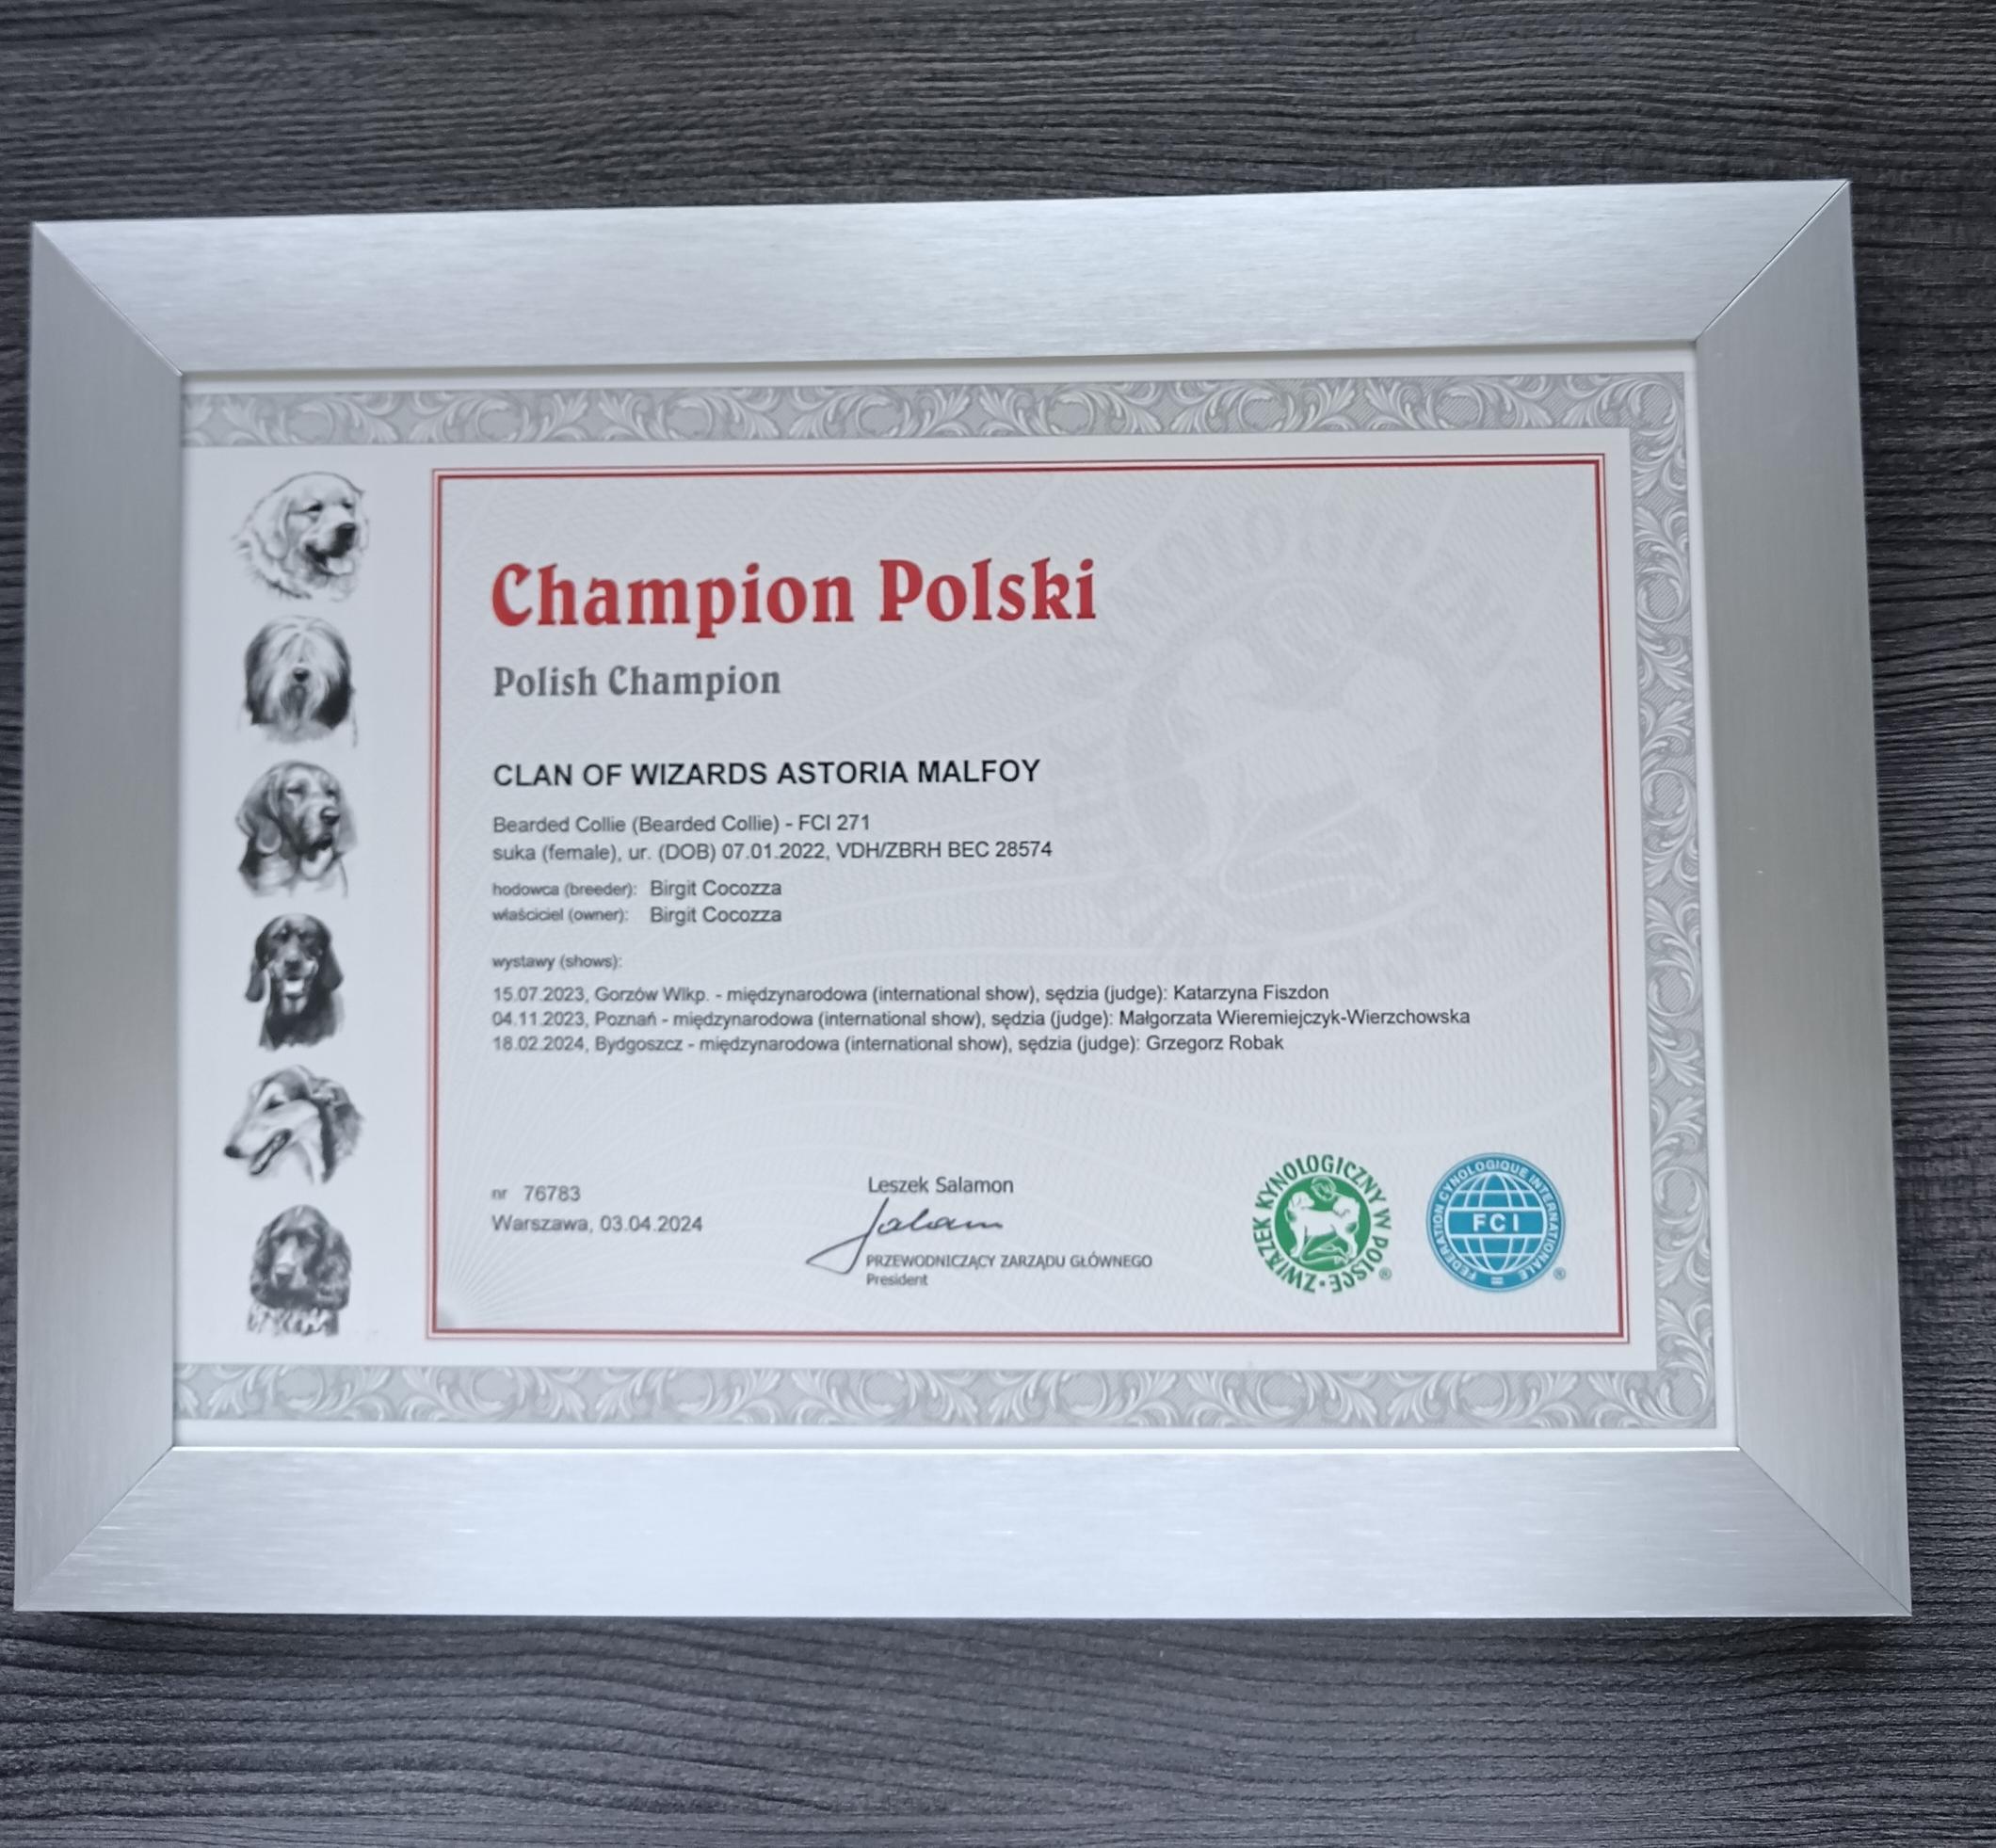 Champion Polski
Polish Champion
CLAN OF WIZARDS ASTORIA MALFOY
Bearded Collie (Bearded Collie) - FCI 271
suka (female), ur. (DOB) 07.01.2022, VDH/ZBRH BEC 28574
hodowca (breeder): Birgit Cocozza
właściciel (owner): Birgit Cocozza
wystawy (shows):
15.07.2023, Gorzów Wlkp. - międzynarodowa (international show), sędzia (judge): Katarzyna Fiszdon
04.11.2023, Poznań - międzynarodowa (international show), sędzia (judge): Małgorzata Wieremiejczyk-Wierzchowska
18.02.2024, Bydgoszcz - międzynarodowa (international show), sędzia (judge): Grzegorz Robak
nr 76783
Warszawa, 03.04.2024
Leszek Salamon
Salamon
PRZEWODNICZĄCY ZARZĄDU GŁÓWNEGO
President
ZWIĄZEK KYNOLOGICZNY W POLSCE ®
FEDERATION CYNOLOGIQUE INTERNATIONALE ®
FCI